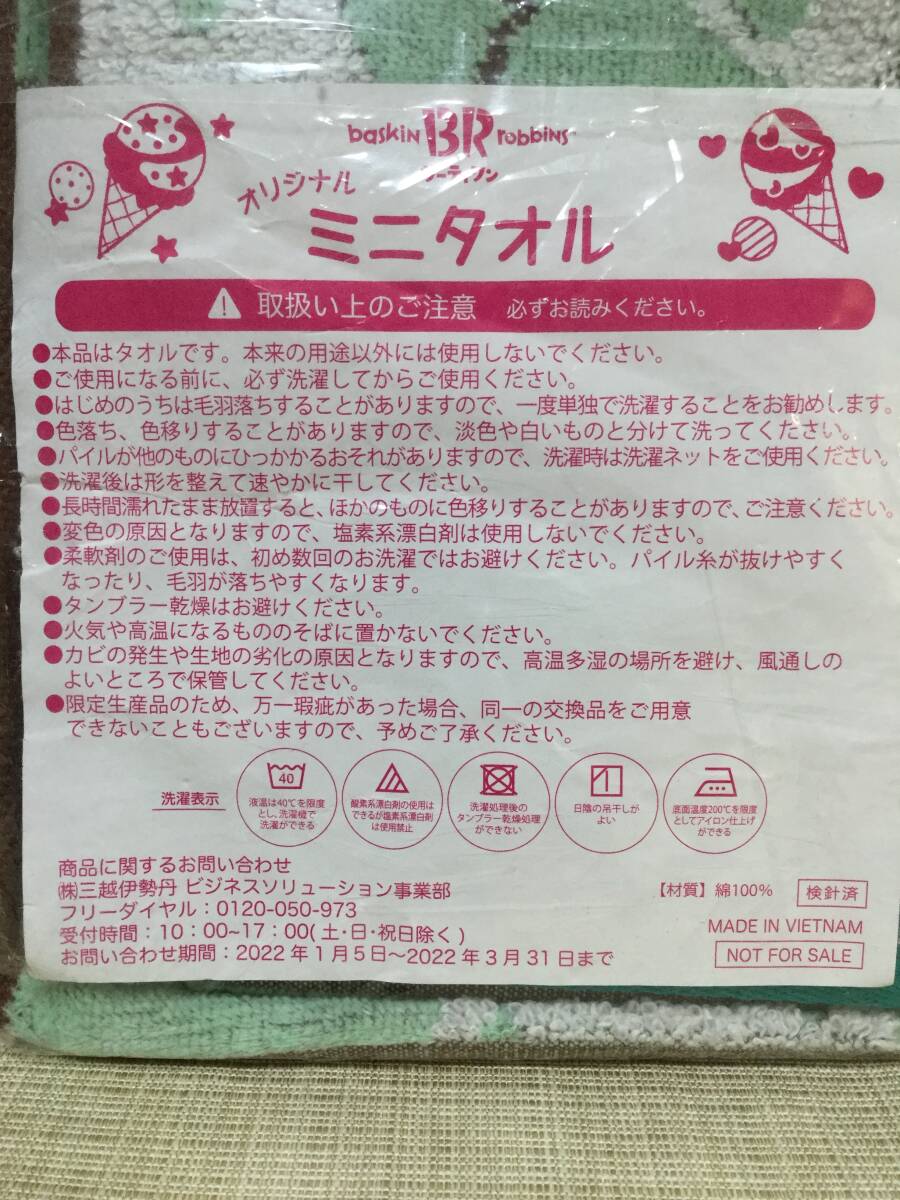 baskin BR robbins
サーティワン
オリジナル
ミニタオル
取扱い上のご注意 必ずお読みください。
●本品はタオルです。本来の用途以外には使用しないでください。
●ご使用になる前に、必ず洗濯してからご使用ください。
●はじめのうちは毛羽落ちすることがありますので、一度単独で洗濯することをお勧めします。
●色落ち、色移りすることがありますので、淡色や白いものと分けて洗ってください。
●パイルが他のものにひっかかるおそれがありますので、洗濯時は洗濯ネットをご使用ください。
●洗濯後は形を整えて速やかに干してください。
●長時間濡れたまま放置すると、ほかのものに色移りすることがありますので、ご注意ください。
●変色の原因となりますので、塩素系漂白剤は使用しないでください。
●柔軟剤のご使用は、初め数回のお洗濯ではお避けください。パイル糸が抜けやすく
なったり、毛羽が落ちやすくなります。
●タンブラー乾燥はお避けください。
●火気や高温になるもののそばに置かないでください。
●カビの発生や生地の劣化の原因となりますので、高温多湿の場所を避け、風通しの
よいところで保管してください。
●限定生産品のため、万一瑕疵があった場合、同一の交換品をご用意
できないこともございますので、予めご了承ください。
洗濯表示
40
液温は40℃を限度
とし、洗濯機で
洗濯ができる
酸素系漂白剤の使用は
できるが塩素系漂白剤
は使用禁止
洗濯処理後の
タンブラー乾燥処理
ができない
日陰の吊干しが
よい
底面温度200℃を限度
としてアイロン仕上げ
ができる
商品に関するお問い合わせ
㈱三越伊勢丹 ビジネスソリューション事業部
フリーダイヤル：0120-050-973
受付時間：10：00~17：00(土・日・祝日除く)
お問い合わせ期間：2022年1月5日~2022年3月31日まで
【材質】綿100%
検針済
MADE IN VIETNAM
NOT FOR SALE